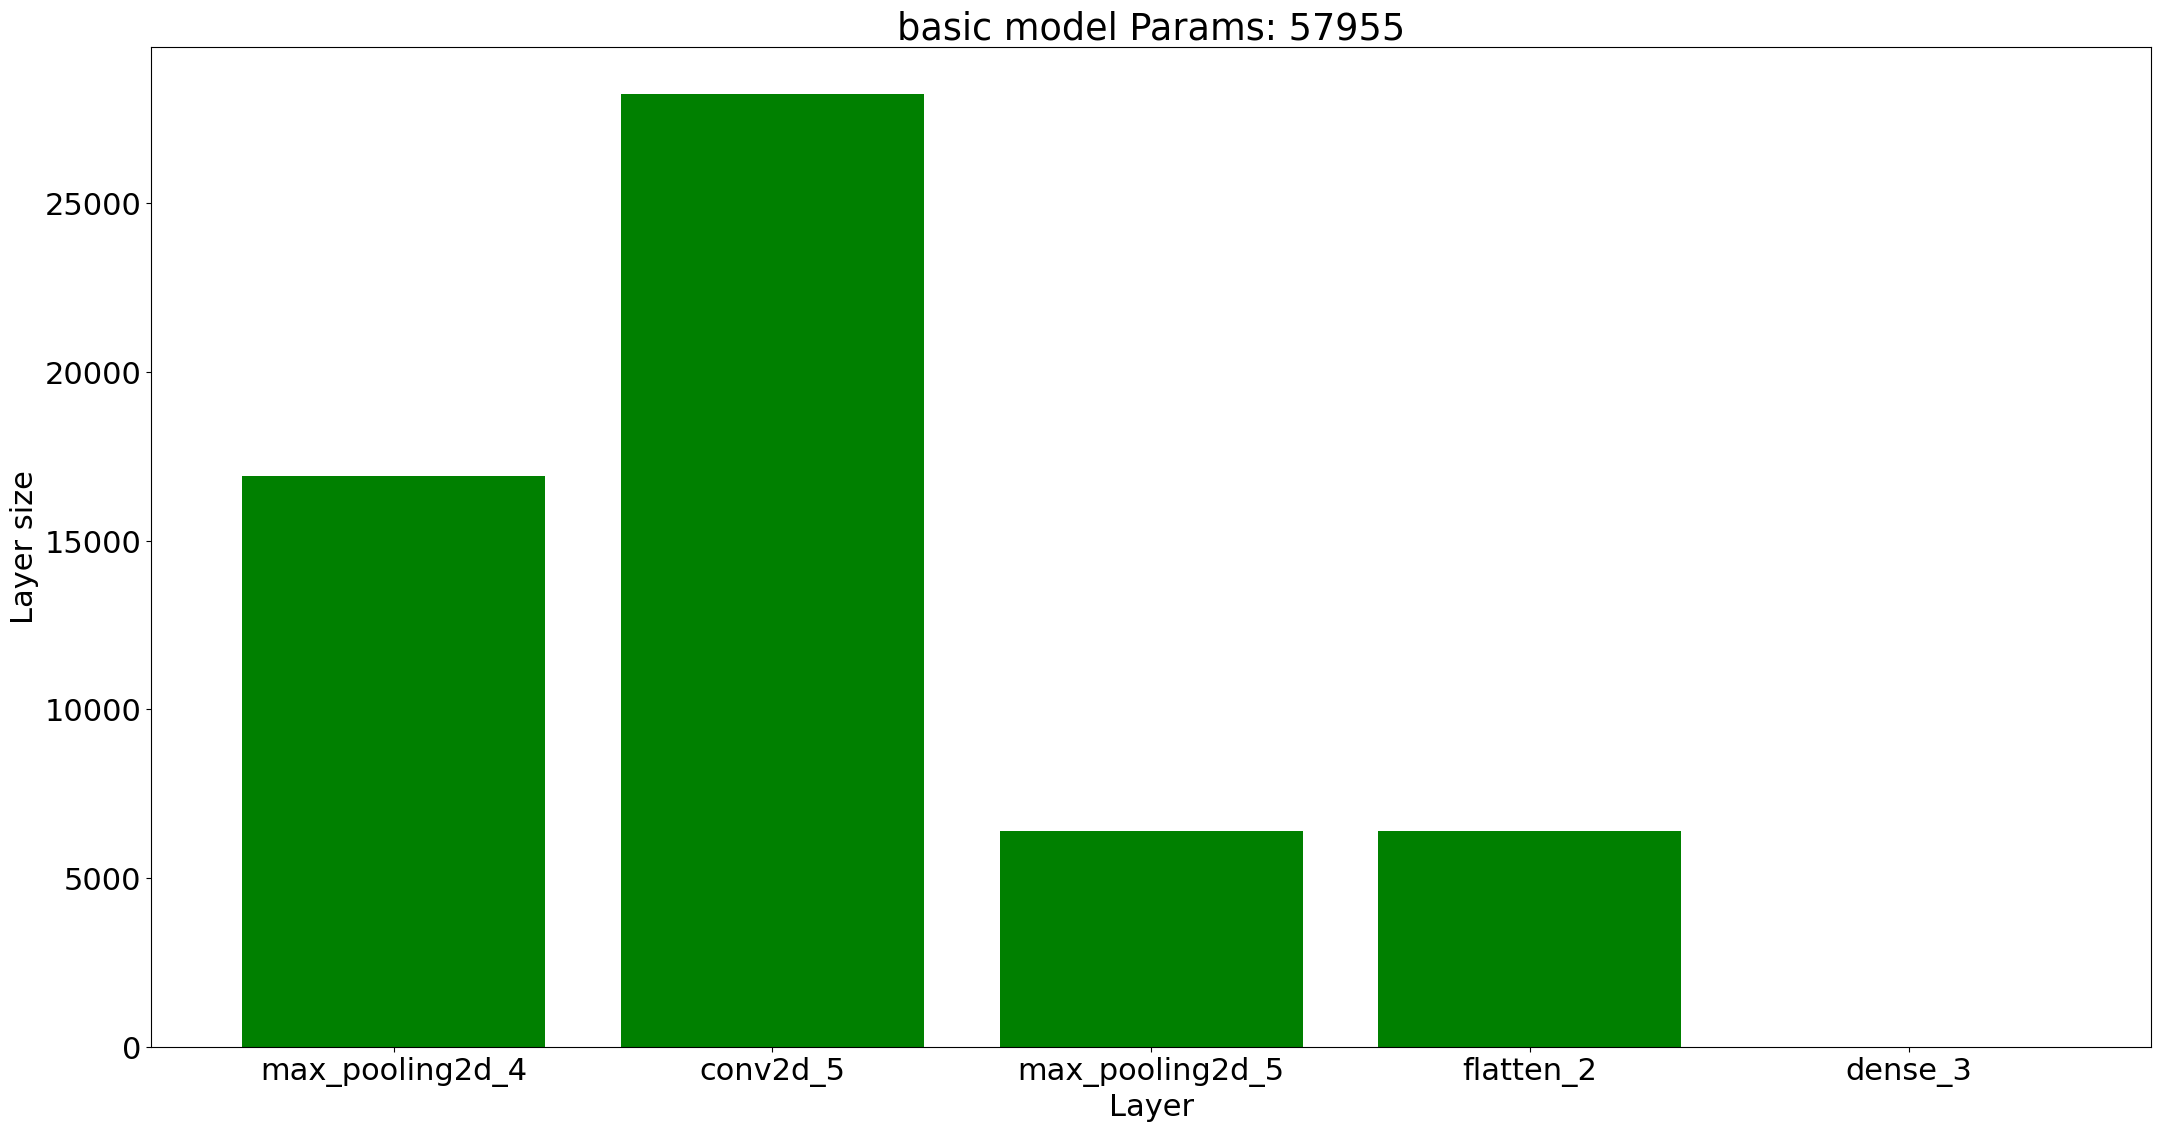 basic model Params: 57955
Layer size
25000
20000
15000
10000
5000
0
max_pooling2d_4 conv2d_5 max_pooling2d_5 flatten_2 dense_3
Layer